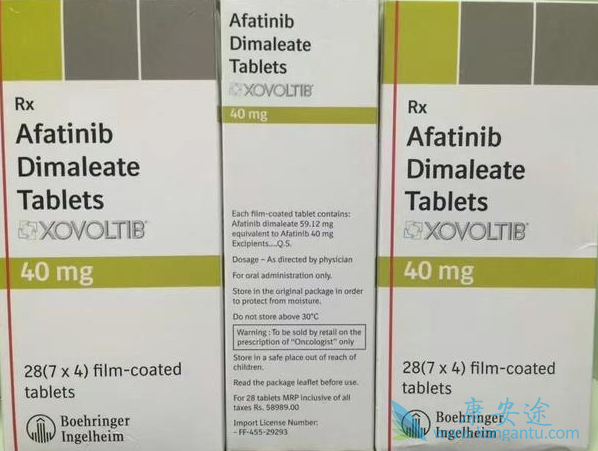 Rx
Afatinib
Dimaleate
Tablets
XOVOLTIB®
40 mg
28(7 x 4) film-coated
tablets
Boehringer
Ingelheim
Afatinib
Dimaleate
Tablets
XOVOLTIB®
40 mg
Each film-coated tablet contains:
Afatinib dimaleate 59.12 mg
equivalent to Afatinib 40 mg
Excipients....Q.S.
Dosage – As directed by physician
For oral administration only.
Store in the original package in order
to protect from moisture.
Do not store above 30°C
Warning : To be sold by retail on the
prescription of "Oncologist" only
Store in a safe place out of reach of
children.
Read the package leaflet before use.
For 28 tablets MRP inclusive of all
taxes Rs. 58989.00
Import License Number:
- FF-455-29293
Rx
Afatinib
Dimaleate
Tablets
XOVOLTIB®
40 mg
28(7 x 4) film-coated
tablets
Boehringer
Ingelheim
康安途